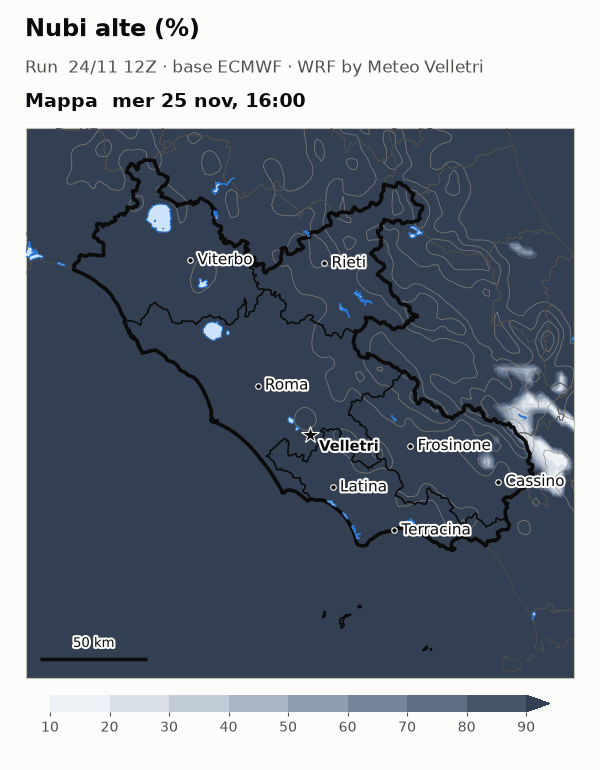 Nubi alte (%)
Run  24/11 12Z · base ECMWF · WRF by Meteo Velletri
Mappa  mer 25 nov, 16:00
Viterbo
Rieti
Roma
Velletri
Frosinone
Cassino
Latina
Terracina
50 km
10 20 30 40 50 60 70 80 90